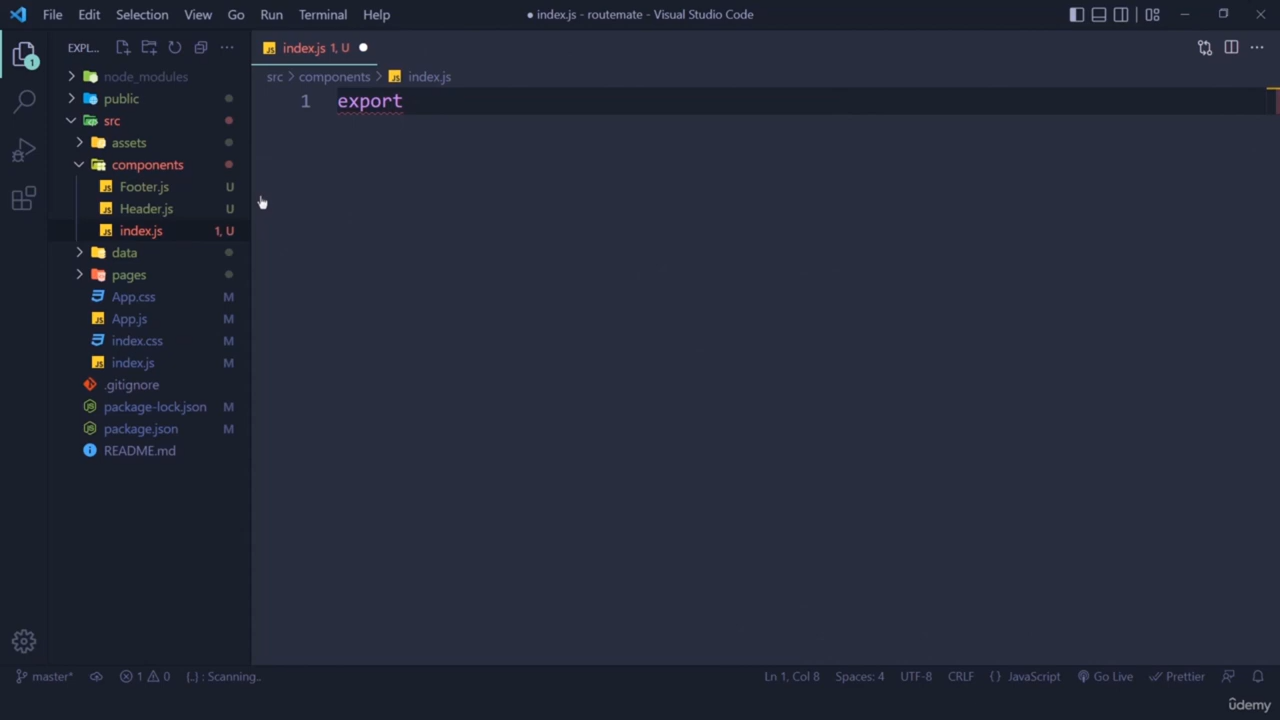 File Edit Selection View Go Run Terminal Help ● index.js - routemate - Visual Studio Code
EXPL... index.js 1, U
src > components > index.js
1 export
node_modules
public
src
assets
components
Footer.js U
Header.js U
index.js 1, U
data
pages
App.css M
App.js M
index.css M
index.js M
.gitignore
package-lock.json M
package.json M
README.md
1
master* 1 0 {..} : Scanning.. Ln 1, Col 8 Spaces: 4 UTF-8 CRLF {} JavaScript Go Live Prettier
ûdemy